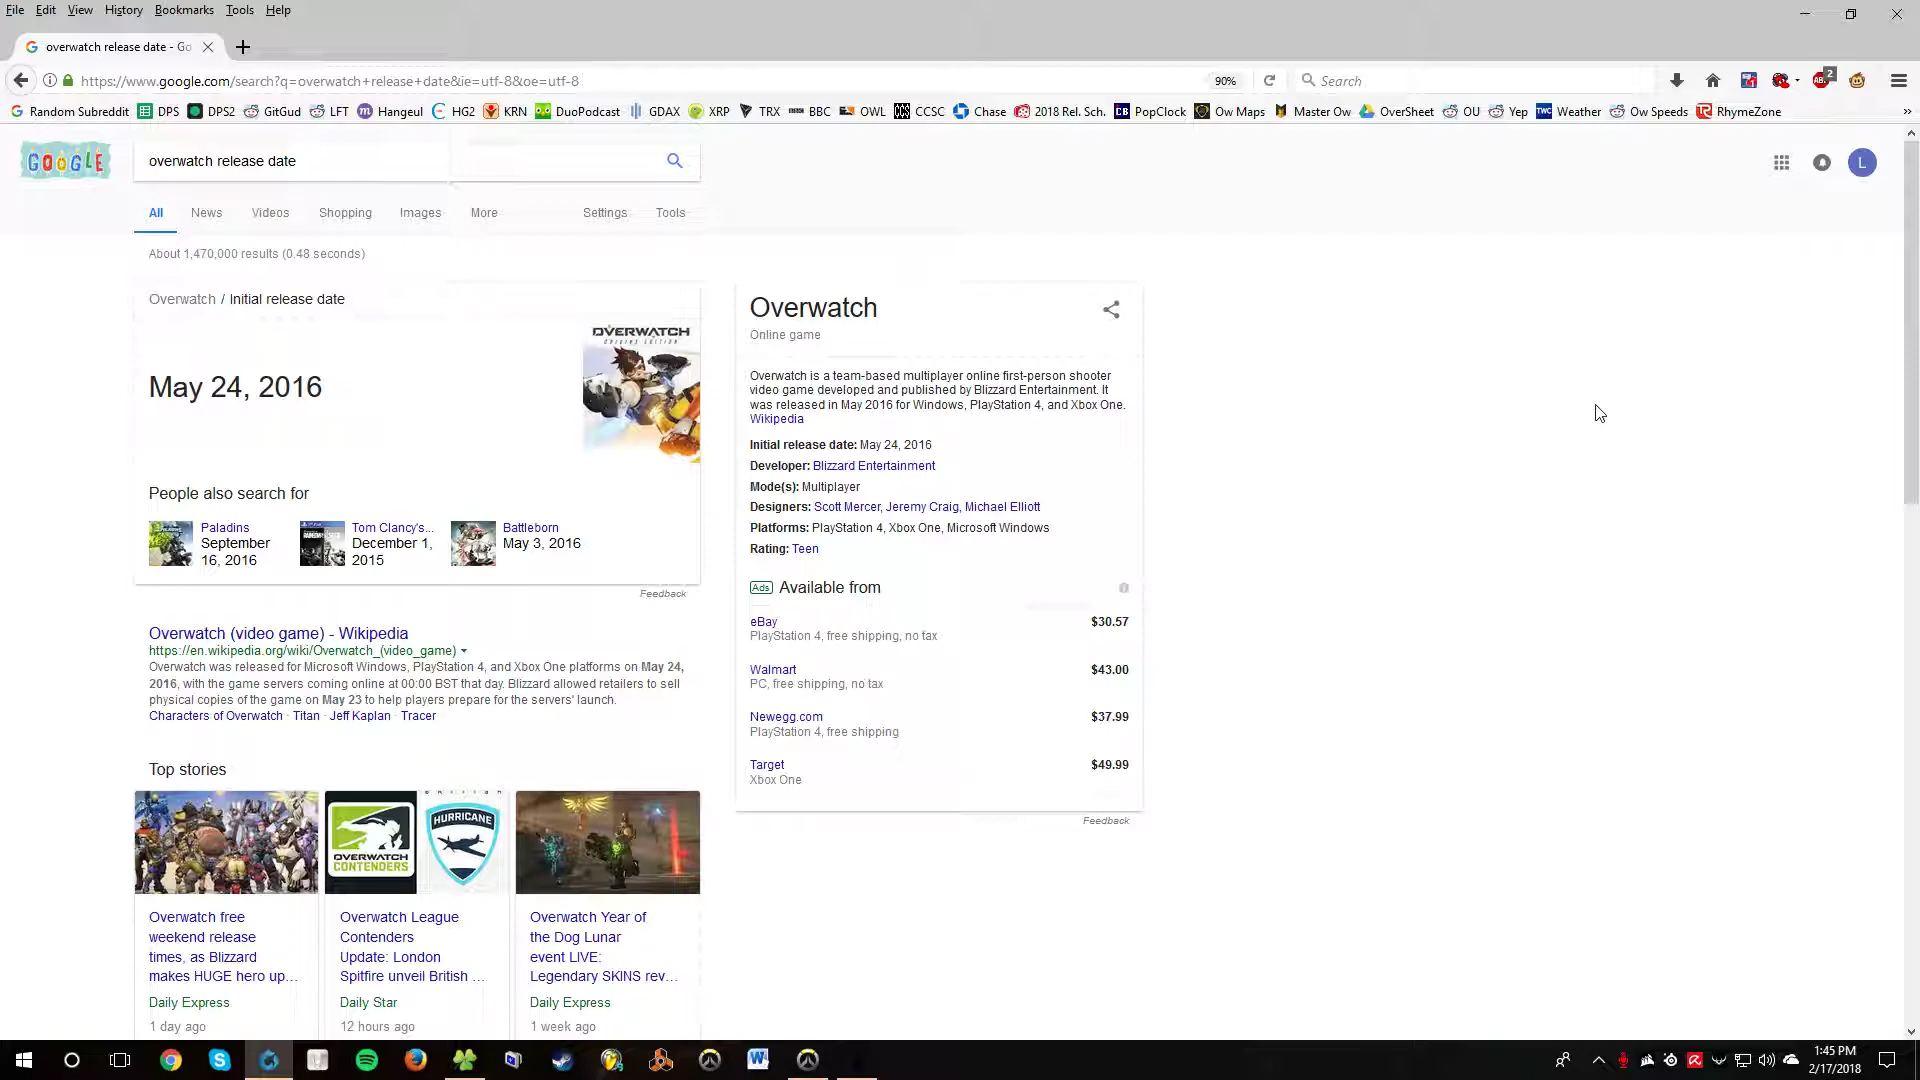 File Edit View History Bookmarks Tools Help
overwatch release date - Go
https://www.google.com/search?q=overwatch+release+date&ie=utf-8&oe=utf-8
90%
Search
2
Random Subreddit DPS DPS2 GitGud LFT Hangeul HG2 KRN DuoPodcast GDAX XRP TRX BBC OWL CCSC Chase 2018 Rel. Sch. PopClock Ow Maps Master Ow OverSheet OU Yep Weather Ow Speeds RhymeZone
GOOGLE
overwatch release date
L
All News Videos Shopping Images More Settings Tools
About 1,470,000 results (0.48 seconds)
Overwatch / Initial release date
May 24, 2016
OVERWATCH
ORIGINS EDITION
People also search for
Paladins
September
16, 2016
Tom Clancy's...
December 1,
2015
Battleborn
May 3, 2016
Feedback
Overwatch (video game) - Wikipedia
https://en.wikipedia.org/wiki/Overwatch_(video_game)
Overwatch was released for Microsoft Windows, PlayStation 4, and Xbox One platforms on May 24,
2016, with the game servers coming online at 00:00 BST that day. Blizzard allowed retailers to sell
physical copies of the game on May 23 to help players prepare for the servers' launch.
Characters of Overwatch · Titan · Jeff Kaplan · Tracer
Top stories
OVERWATCH
CONTENDERS
HURRICANE
Overwatch free
weekend release
times, as Blizzard
makes HUGE hero up...
Daily Express
1 day ago
Overwatch League
Contenders
Update: London
Spitfire unveil British ...
Daily Star
12 hours ago
Overwatch Year of
the Dog Lunar
event LIVE:
Legendary SKINS rev...
Daily Express
1 week ago
Overwatch
Online game
Overwatch is a team-based multiplayer online first-person shooter
video game developed and published by Blizzard Entertainment. It
was released in May 2016 for Windows, PlayStation 4, and Xbox One.
Wikipedia
Initial release date: May 24, 2016
Developer: Blizzard Entertainment
Mode(s): Multiplayer
Designers: Scott Mercer, Jeremy Craig, Michael Elliott
Platforms: PlayStation 4, Xbox One, Microsoft Windows
Rating: Teen
Ads Available from
eBay $30.57
PlayStation 4, free shipping, no tax
Walmart $43.00
PC, free shipping, no tax
Newegg.com $37.99
PlayStation 4, free shipping
Target $49.99
Xbox One
Feedback
1:45 PM
2/17/2018